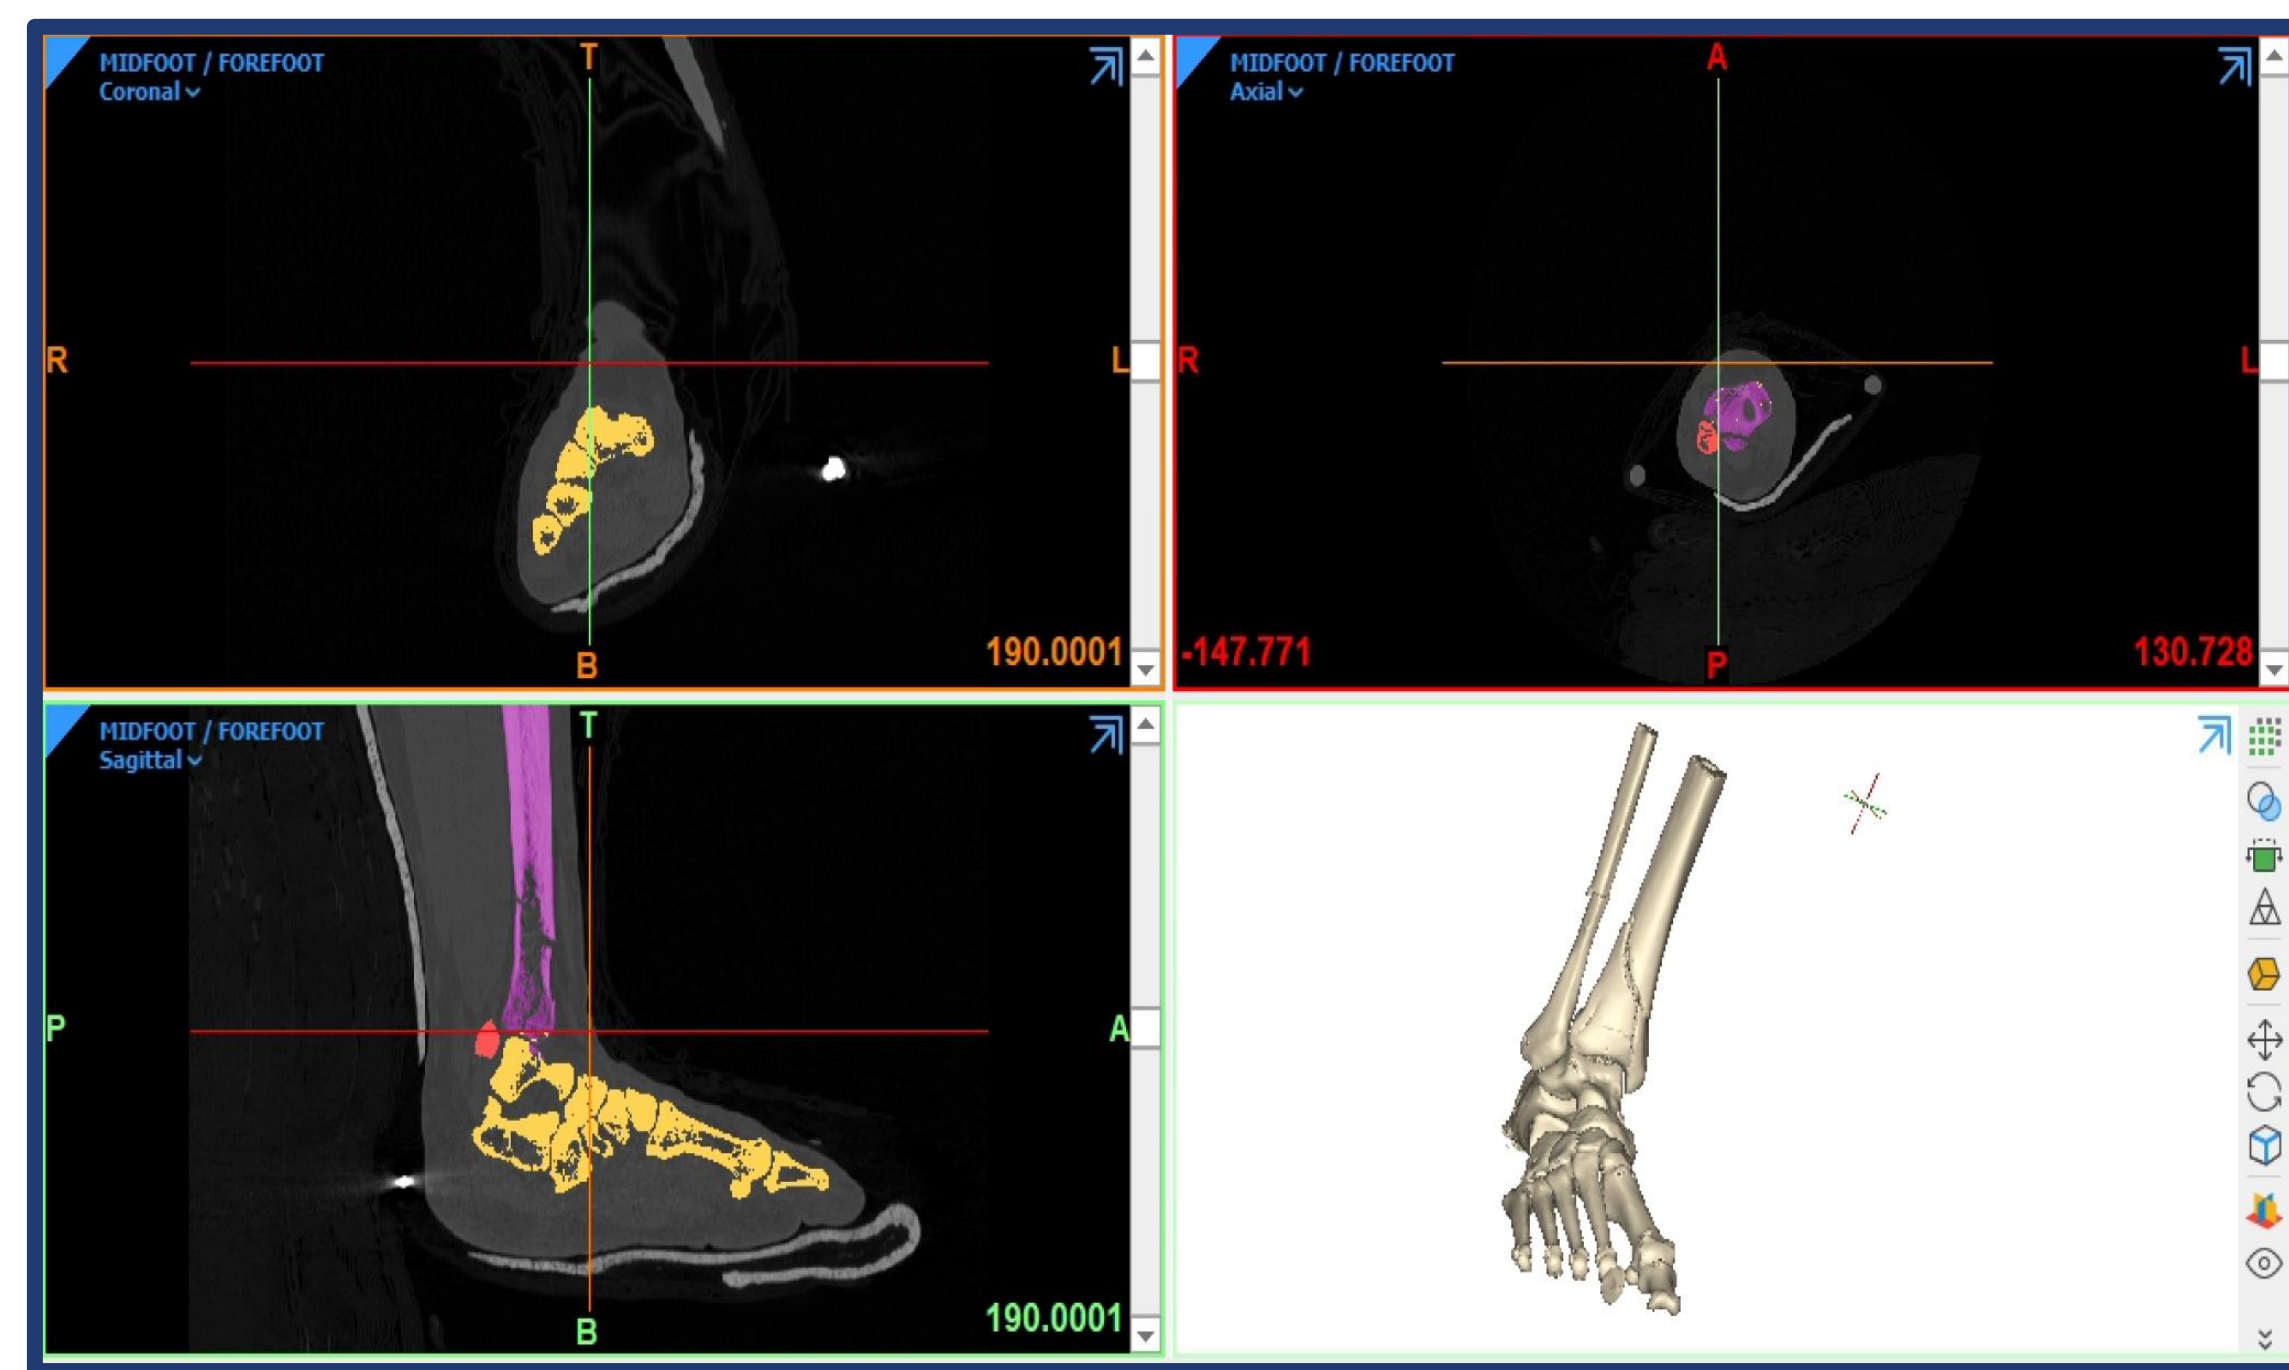 MIDFOOT / FOREFOOT
Coronal
T
R
L
B
190.0001
MIDFOOT / FOREFOOT
Axial
A
R
L
P
-147.771
130.728
MIDFOOT / FOREFOOT
Sagittal
T
P
A
B
190.0001